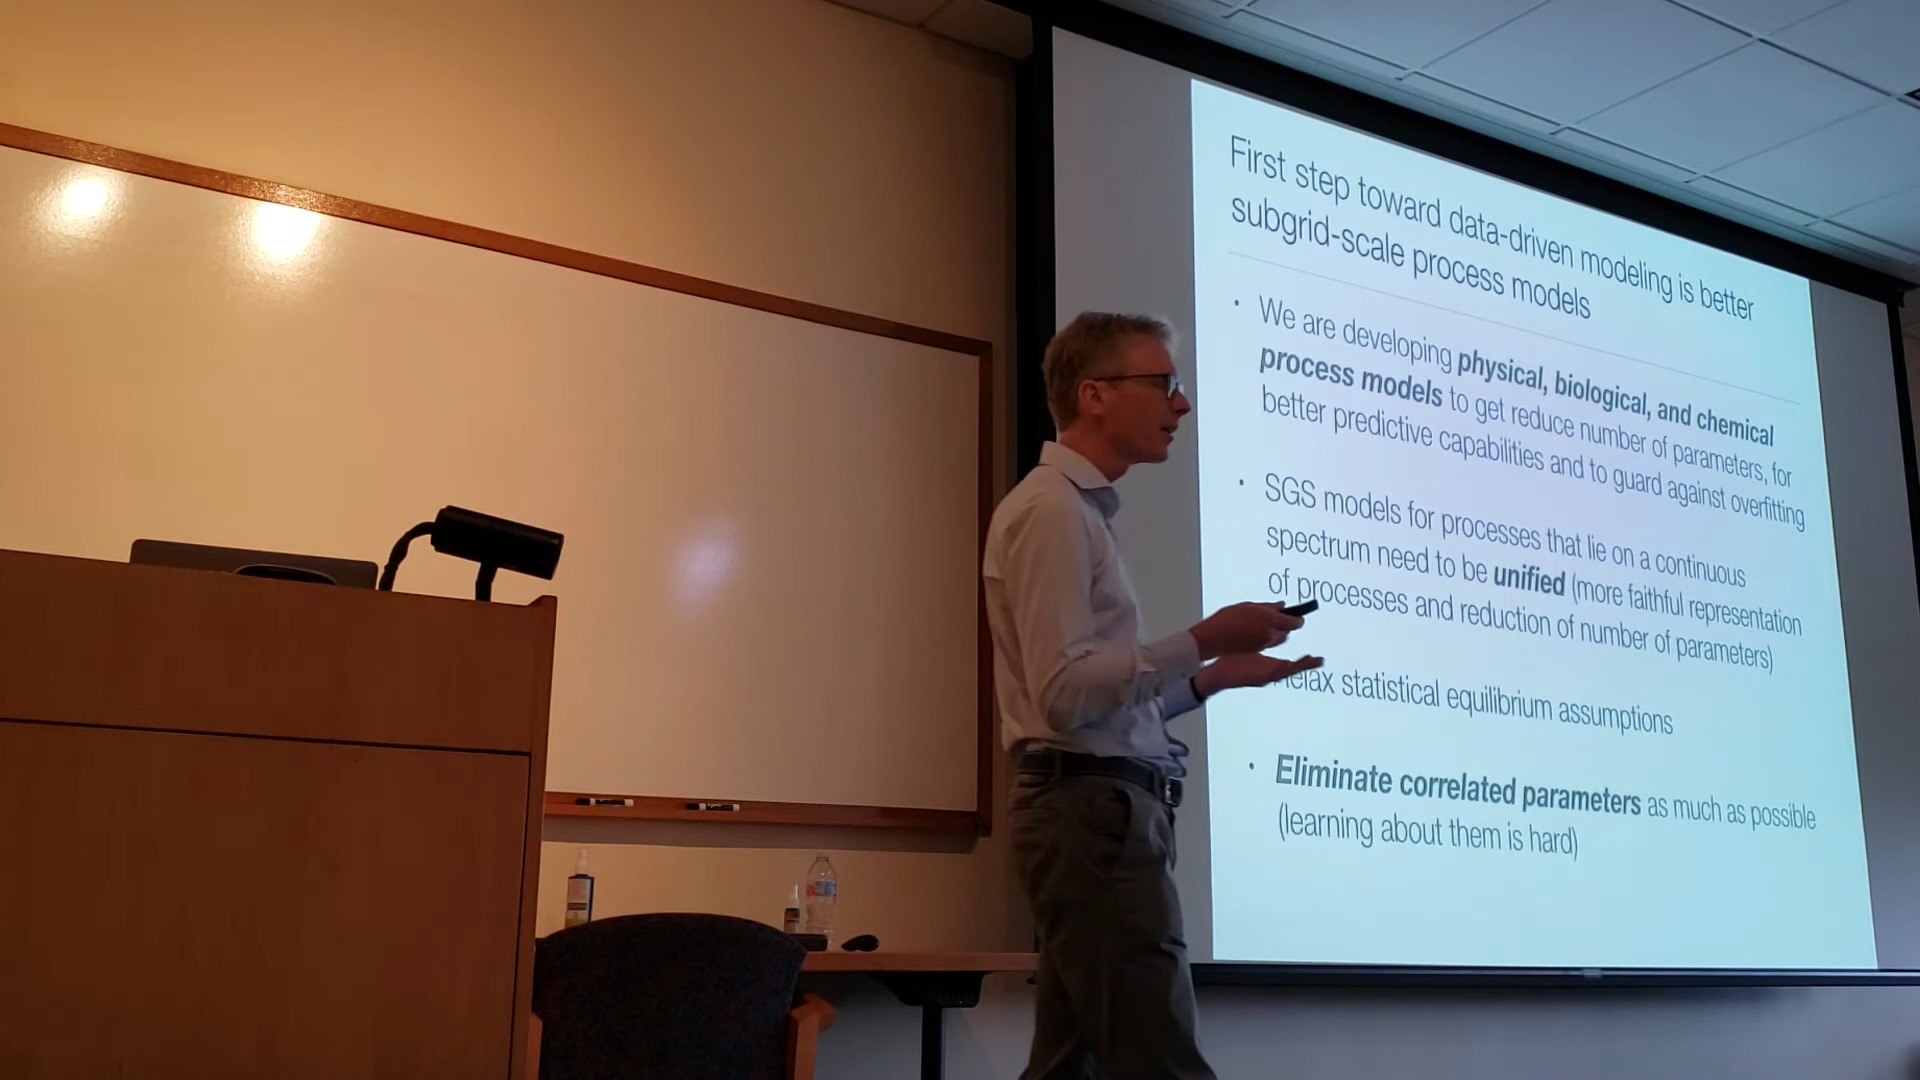 First step toward data-driven modeling is better
subgrid-scale process models
• We are developing physical, biological, and chemical
process models to get reduce number of parameters, for
better predictive capabilities and to guard against overfitting
• SGS models for processes that lie on a continuous
spectrum need to be unified (more faithful representation
of processes and reduction of number of parameters)
Relax statistical equilibrium assumptions
• Eliminate correlated parameters as much as possible
(learning about them is hard)